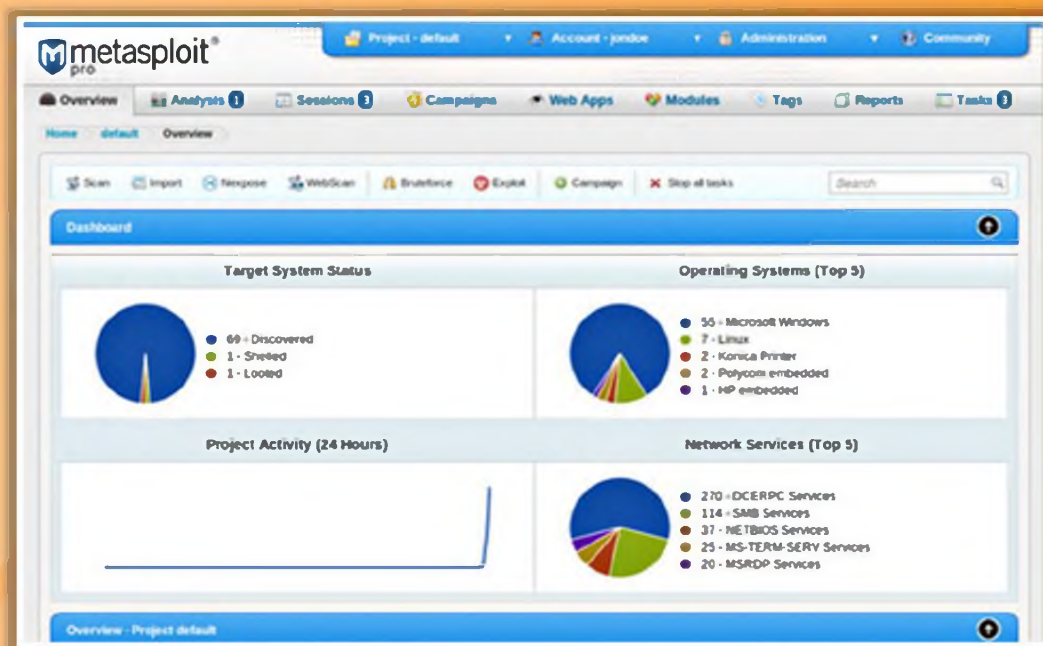 metasploit®
pro
Project - default Account - jondoe Administration Community
Overview Analysis 1 Sessions 3 Campaigns Web Apps Modules Tags Reports Tasks 3
Home default Overview
Scan Import Nexpose WebScan Bruteforce Exploit Campaign Stop all tasks Search
Dashboard
Target System Status
69 - Discovered
1 - Shelled
1 - Looted
Operating Systems (Top 5)
55 - Microsoft Windows
7 - Linux
2 - Konica Printer
2 - Polycom embedded
1 - HP embedded
Project Activity (24 Hours)
Network Services (Top 5)
270 - DCERPC Services
114 - SMB Services
37 - NETBIOS Services
25 - MS-TERM-SERV Services
20 - MSRDP Services
Overview - Project default